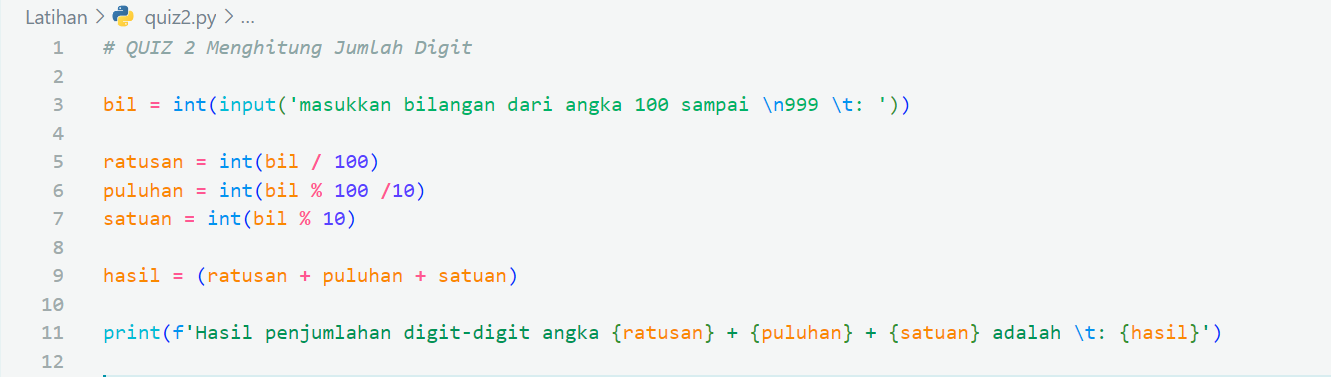 Latihan > quiz2.py > ...
1 # QUIZ 2 Menghitung Jumlah Digit
2
3 bil = int(input('masukkan bilangan dari angka 100 sampai \n999 \t: '))
4
5 ratusan = int(bil / 100)
6 puluhan = int(bil % 100 /10)
7 satuan = int(bil % 10)
8
9 hasil = (ratusan + puluhan + satuan)
10
11 print(f'Hasil penjumlahan digit-digit angka {ratusan} + {puluhan} + {satuan} adalah \t: {hasil}')
12